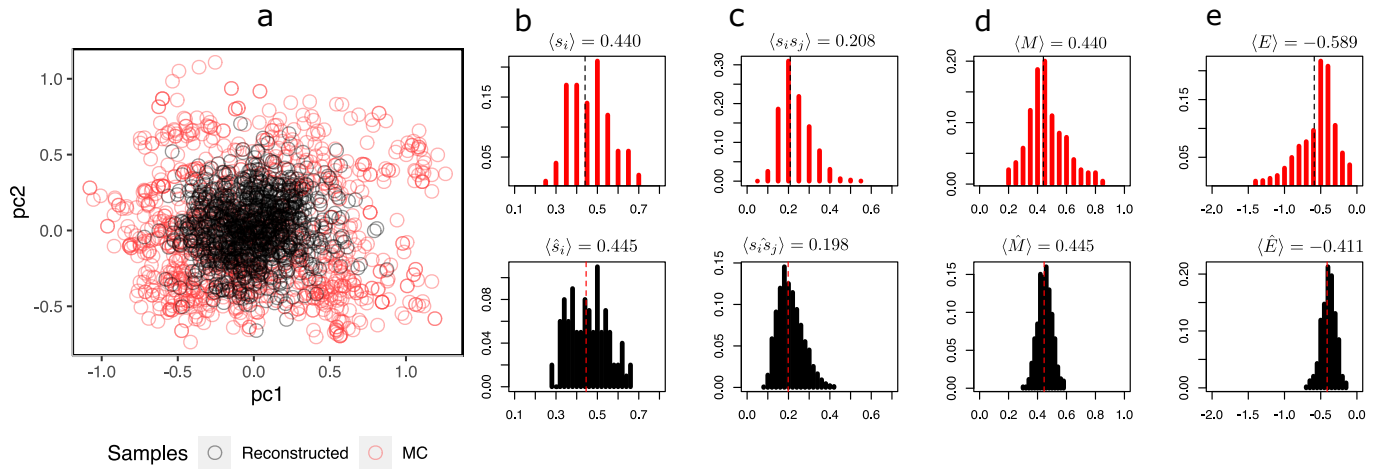 a
b
c
d
e
pc2
1.0
0.5
0.0
-0.5
-1.0 -0.5 0.0 0.5 1.0
pc1
Samples Reconstructed MC
⟨s_i⟩ = 0.440
0.15
0.05
0.1 0.3 0.5 0.7
⟨s_i s_j⟩ = 0.208
0.30
0.20
0.10
0.00
0.0 0.2 0.4 0.6
⟨M⟩ = 0.440
0.20
0.10
0.00
0.0 0.2 0.4 0.6 0.8 1.0
⟨E⟩ = −0.589
0.15
0.05
-2.0 -1.5 -1.0 -0.5 0.0
⟨ŝ_i⟩ = 0.445
0.08
0.04
0.00
0.1 0.3 0.5 0.7
⟨s_i ŝ_j⟩ = 0.198
0.15
0.10
0.05
0.00
0.0 0.2 0.4 0.6
⟨M̂⟩ = 0.445
0.15
0.10
0.05
0.00
0.0 0.2 0.4 0.6 0.8 1.0
⟨Ê⟩ = −0.411
0.20
0.10
0.00
-2.0 -1.5 -1.0 -0.5 0.0